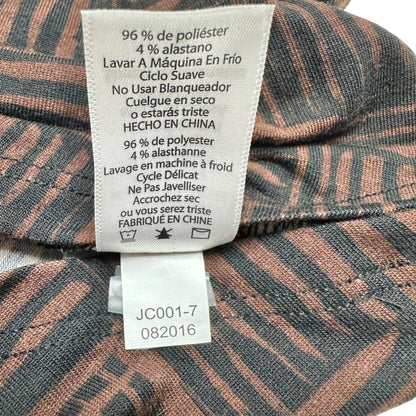 96 % de poliéster
4 % alastano
Lavar A Máquina En Frío
Ciclo Suave
No Usar Blanqueador
Cuelgue en seco
o estarás triste
HECHO EN CHINA
96 % de polyester
4 % alasthanne
Lavage en machine à froid
Cycle Délicat
Ne Pas Javelliser
Accrochez sec
ou vous serez triste
FABRIQUÉ EN CHINE
JC001-7
082016